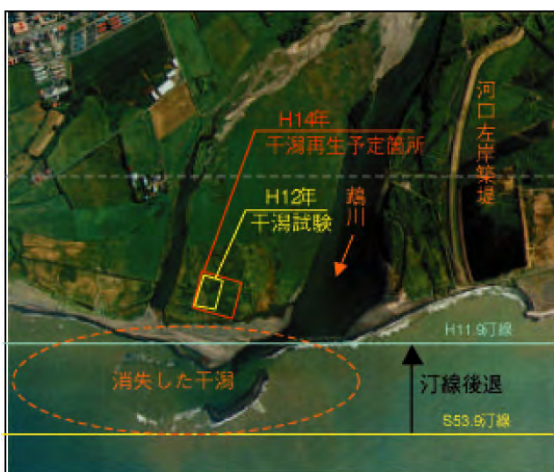 H14年
干潟再生予定箇所
H12年
干潟試験
鵡川
河口左岸築堤
H11.9汀線
消失した干潟
汀線後退
S53.9汀線